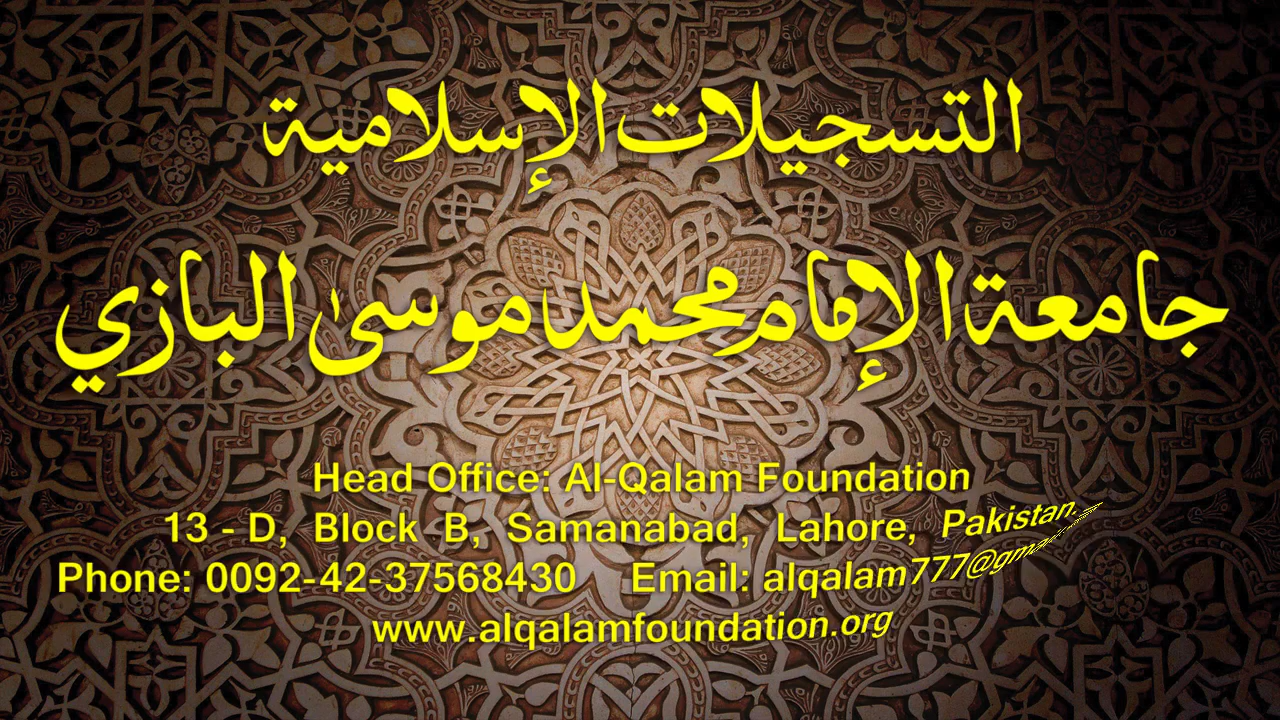 التسجيلات الإسلامية
جامعة الإمام محمد موسىٰ البازي
Head Office: Al-Qalam Foundation
13 - D, Block B, Samanabad, Lahore, Pakistan.
Phone: 0092-42-37568430 Email:
www.alqalamfoundation.org